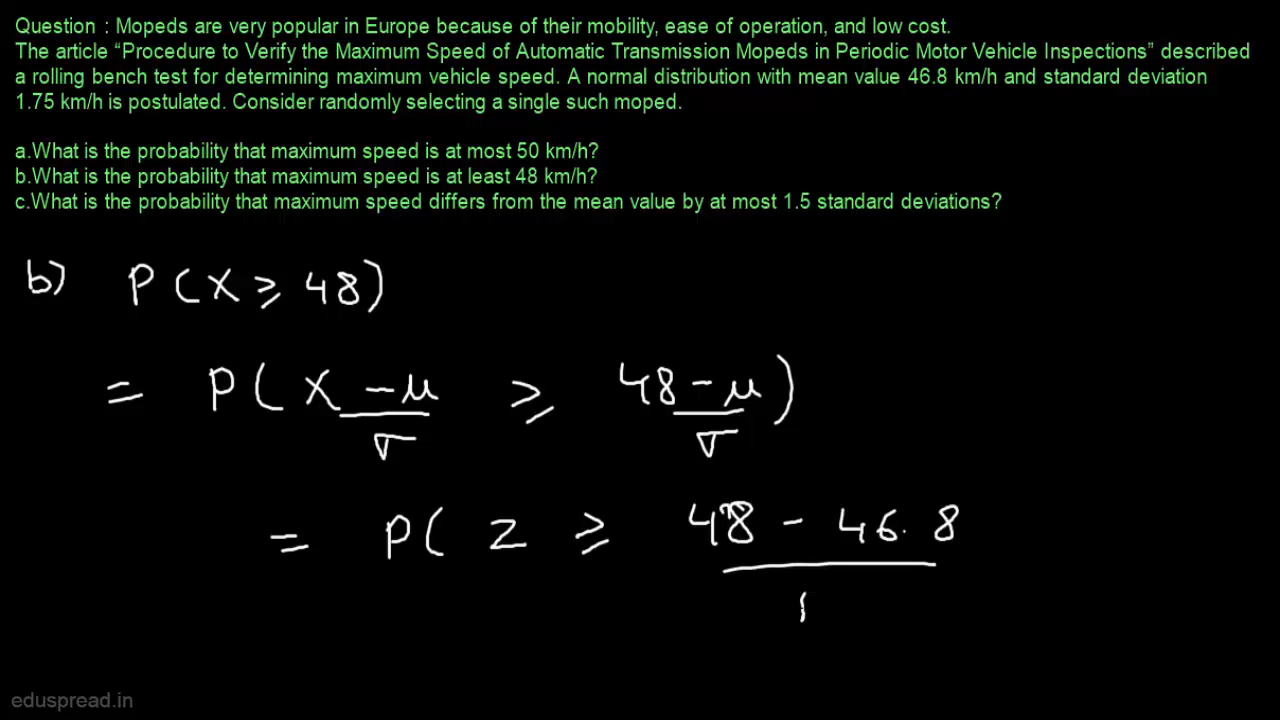 Question : Mopeds are very popular in Europe because of their mobility, ease of operation, and low cost.
The article “Procedure to Verify the Maximum Speed of Automatic Transmission Mopeds in Periodic Motor Vehicle Inspections” described
a rolling bench test for determining maximum vehicle speed. A normal distribution with mean value 46.8 km/h and standard deviation
1.75 km/h is postulated. Consider randomly selecting a single such moped.
a.What is the probability that maximum speed is at most 50 km/h?
b.What is the probability that maximum speed is at least 48 km/h?
c.What is the probability that maximum speed differs from the mean value by at most 1.5 standard deviations?
b) P(X ≥ 48)
= P( X - μ ≥ 48 - μ )
σ σ
= P( Z ≥ 48 - 46.8
1
eduspread.in